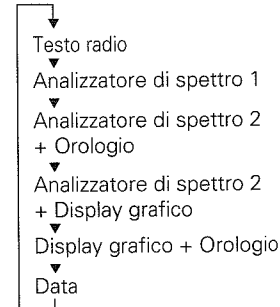 Testo radio
Analizzatore di spettro 1
Analizzatore di spettro 2
+ Orologio
Analizzatore di spettro 2
+ Display grafico
Display grafico + Orologio
Data